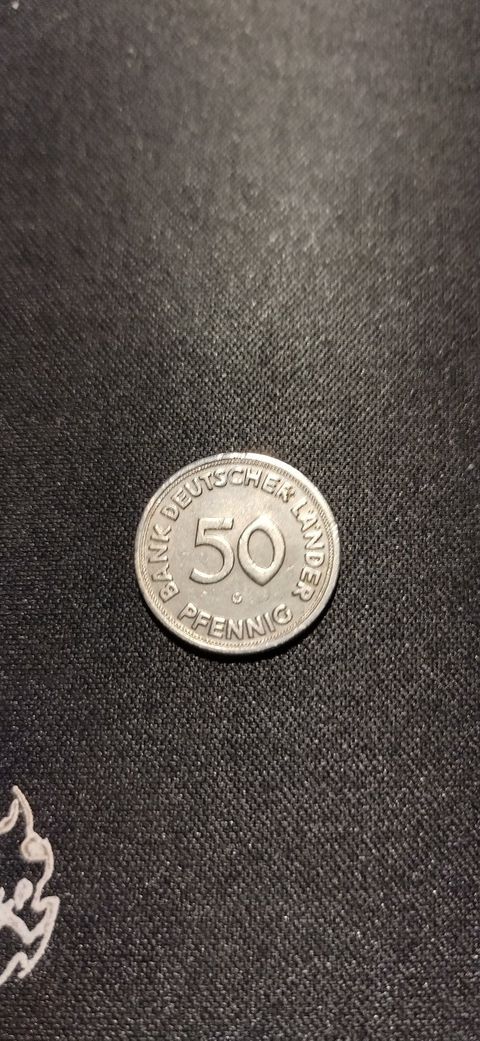 BANK DEUTSCHER LÄNDER
50
G
PFENNIG